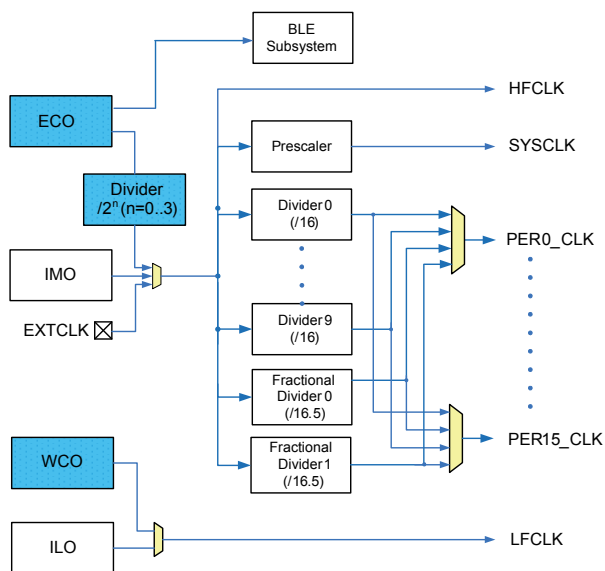 BLE
Subsystem
HFCLK
ECO
Prescaler
SYSCLK
Divider
/2ⁿ (n=0..3)
Divider 0
(/16)
PER0_CLK
IMO
EXTCLK
Divider 9
(/16)
Fractional
Divider 0
(/16.5)
PER15_CLK
Fractional
Divider 1
(/16.5)
WCO
ILO
LFCLK